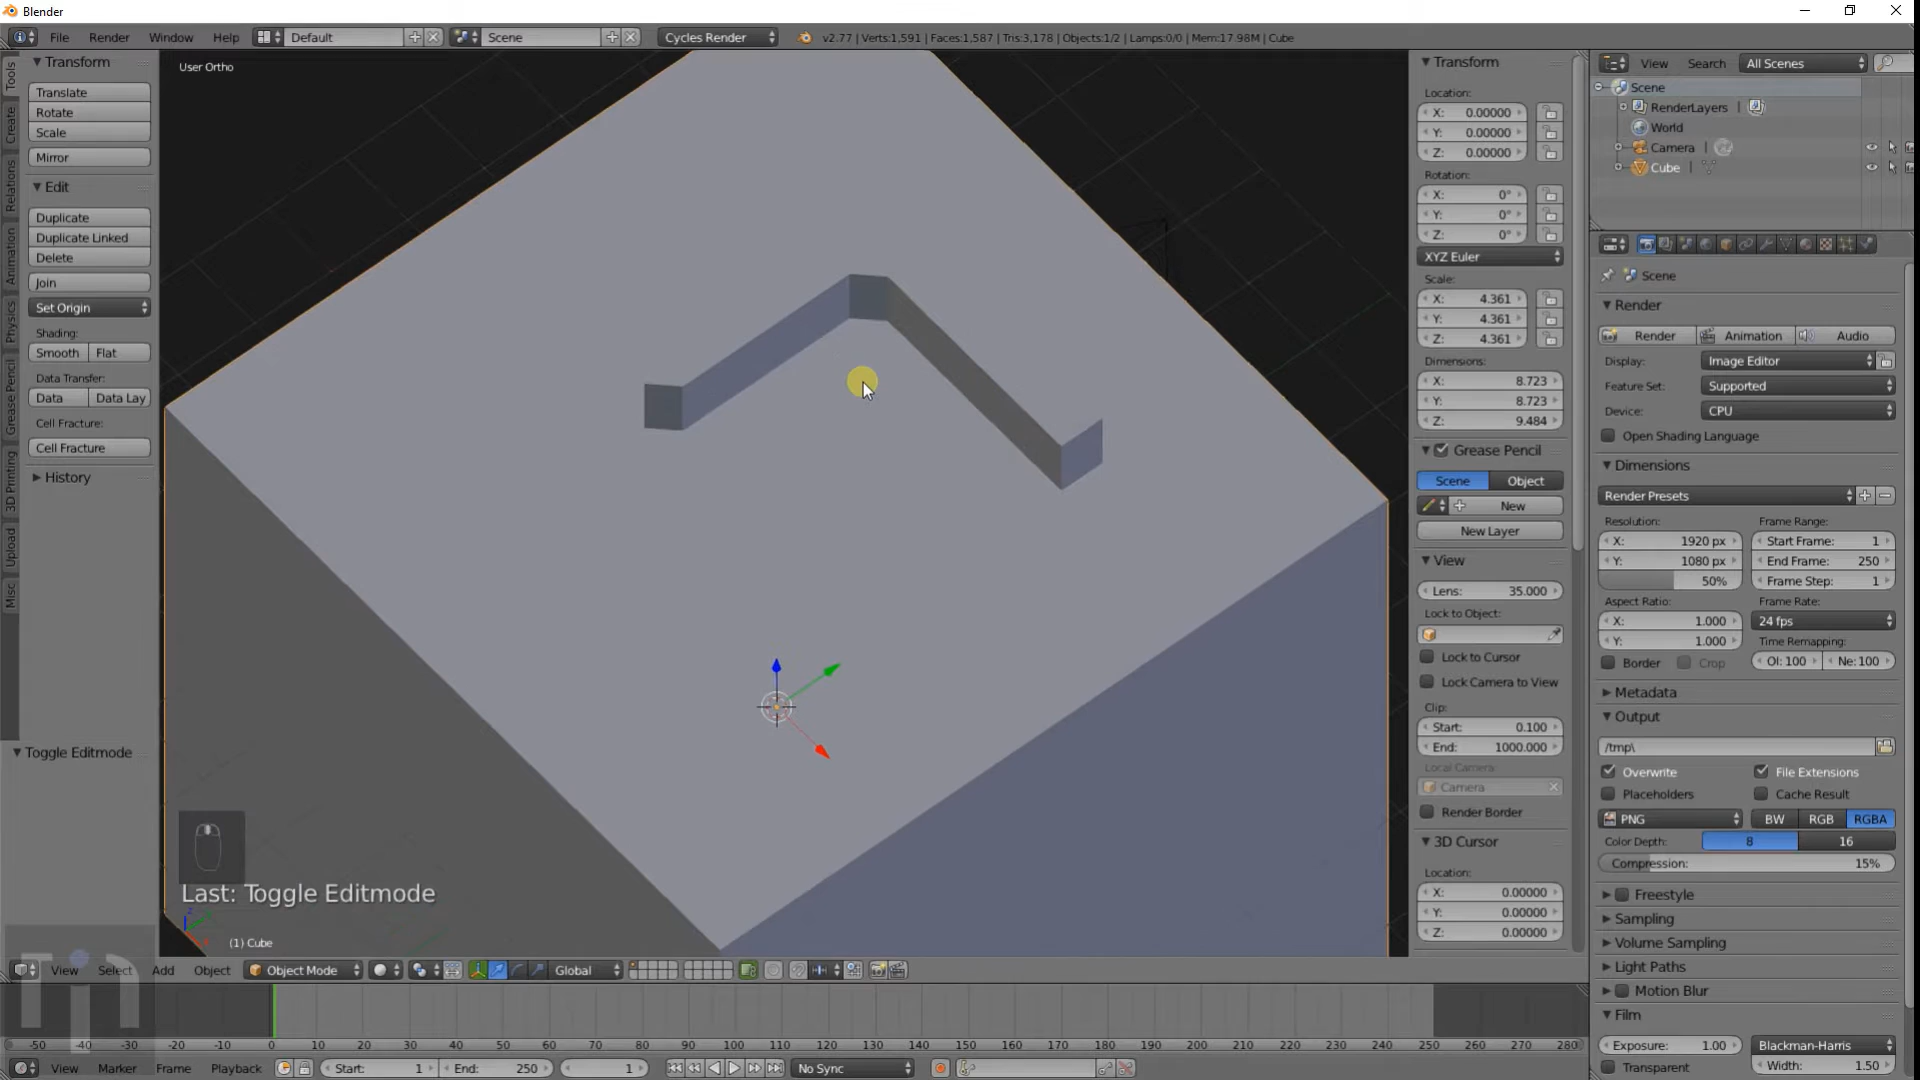 Blender
File Render Window Help Default Scene Cycles Render v2.77 | Verts:1,591 | Faces:1,587 | Tris:3,178 | Objects:1/2 | Lamps:0/0 | Mem:17.98M | Cube
Tools
Create
Relations
Animation
Physics
Grease Pencil
3D Printing
Upload
Misc
Transform
Translate
Rotate
Scale
Mirror
Edit
Duplicate
Duplicate Linked
Delete
Join
Set Origin
Shading:
Smooth Flat
Data Transfer:
Data Data Lay
Cell Fracture:
Cell Fracture
History
Toggle Editmode
User Ortho
Last: Toggle Editmode
(1) Cube
Transform
Location:
X: 0.00000
Y: 0.00000
Z: 0.00000
Rotation:
X: 0°
Y: 0°
Z: 0°
XYZ Euler
Scale:
X: 4.361
Y: 4.361
Z: 4.361
Dimensions:
X: 8.723
Y: 8.723
Z: 9.484
Grease Pencil
Scene Object
New
New Layer
View
Lens: 35.000
Lock to Object:
Lock to Cursor
Lock Camera to View
Clip:
Start: 0.100
End: 1000.000
Local Camera:
Camera
Render Border
3D Cursor
Location:
X: 0.00000
Y: 0.00000
Z: 0.00000
View Search All Scenes
Scene
RenderLayers
World
Camera
Cube
Scene
Render
Render Animation Audio
Display: Image Editor
Feature Set: Supported
Device: CPU
Open Shading Language
Dimensions
Render Presets
Resolution: Frame Range:
X: 1920 px Start Frame: 1
Y: 1080 px End Frame: 250
50% Frame Step: 1
Aspect Ratio: Frame Rate:
X: 1.000 24 fps
Y: 1.000 Time Remapping:
Border Crop Ol: 100 Ne: 100
Metadata
Output
/tmp\
Overwrite File Extensions
Placeholders Cache Result
PNG BW RGB RGBA
Color Depth: 8 16
Compression: 15%
Freestyle
Sampling
Volume Sampling
Light Paths
Motion Blur
Film
Exposure: 1.00 Blackman-Harris
Transparent Width: 1.50
View Select Add Object Object Mode Global
-50 -40 -30 -20 -10 0 10 20 30 40 50 60 70 80 90 100 110 120 130 140 150 160 170 180 190 200 210 220 230 240 250 260 270 280
View Marker Frame Playback Start: 1 End: 250 1 No Sync